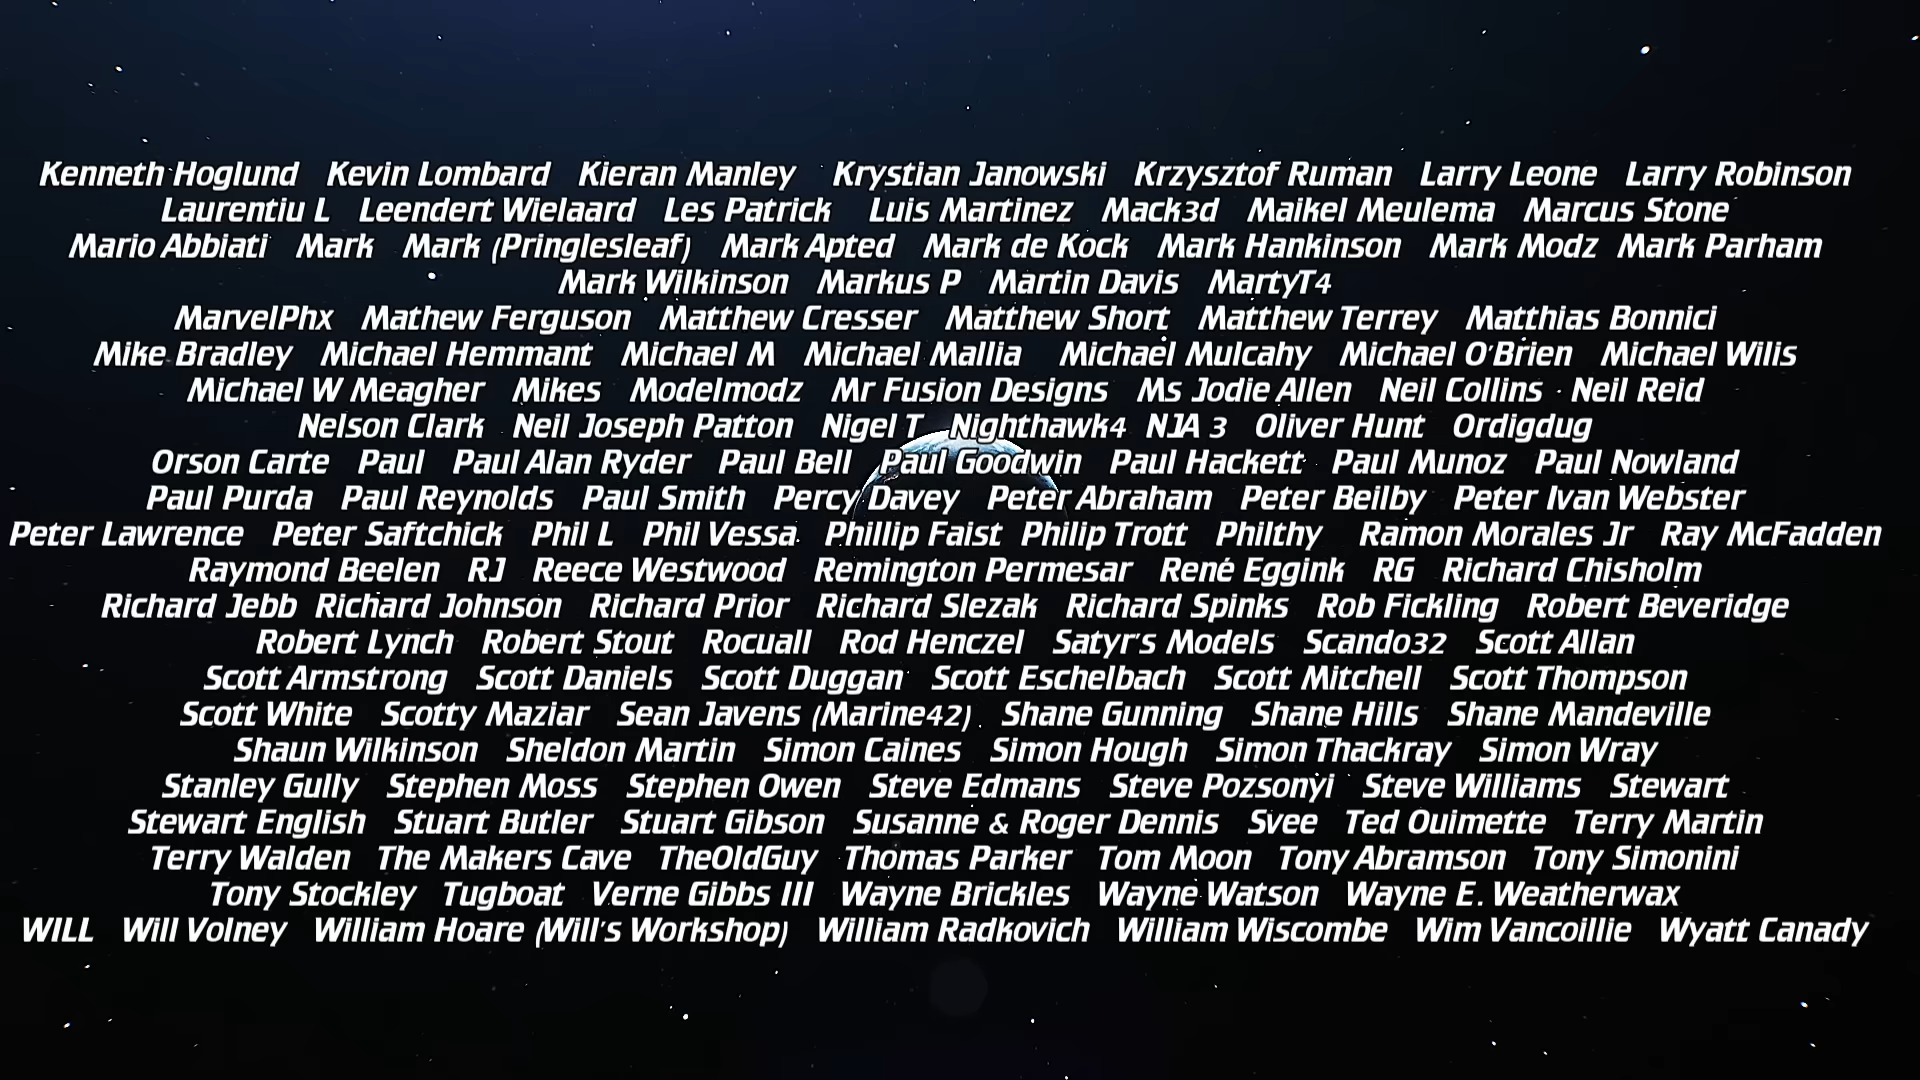 Kenneth Hoglund Kevin Lombard Kieran Manley Krystian Janowski Krzysztof Ruman Larry Leone Larry Robinson
Laurentiu L Leendert Wielaard Les Patrick Luis Martinez Mack3d Maikel Meulema Marcus Stone
Mario Abbiati Mark Mark (Pringlesleaf) Mark Apted Mark de Kock Mark Hankinson Mark Modz Mark Parham
Mark Wilkinson Markus P Martin Davis MartyT4
MarvelPhx Mathew Ferguson Matthew Cresser Matthew Short Matthew Terrey Matthias Bonnici
Mike Bradley Michael Hemmant Michael M Michael Mallia Michael Mulcahy Michael O'Brien Michael Wilis
Michael W Meagher Mikes Modelmodz Mr Fusion Designs Ms Jodie Allen Neil Collins Neil Reid
Nelson Clark Neil Joseph Patton Nigel T Nighthawk4 NJA 3 Oliver Hunt Ordigdug
Orson Carte Paul Paul Alan Ryder Paul Bell Paul Goodwin Paul Hackett Paul Munoz Paul Nowland
Paul Purda Paul Reynolds Paul Smith Percy Davey Peter Abraham Peter Beilby Peter Ivan Webster
Peter Lawrence Peter Saftchick Phil L Phil Vessa Phillip Faist Philip Trott Philthy Ramon Morales Jr Ray McFadden
Raymond Beelen RJ Reece Westwood Remington Permesar René Eggink RG Richard Chisholm
Richard Jebb Richard Johnson Richard Prior Richard Slezak Richard Spinks Rob Fickling Robert Beveridge
Robert Lynch Robert Stout Rocuall Rod Henczel Satyr's Models Scando32 Scott Allan
Scott Armstrong Scott Daniels Scott Duggan Scott Eschelbach Scott Mitchell Scott Thompson
Scott White Scotty Maziar Sean Javens (Marine42) Shane Gunning Shane Hills Shane Mandeville
Shaun Wilkinson Sheldon Martin Simon Caines Simon Hough Simon Thackray Simon Wray
Stanley Gully Stephen Moss Stephen Owen Steve Edmans Steve Pozsonyi Steve Williams Stewart
Stewart English Stuart Butler Stuart Gibson Susanne & Roger Dennis Svee Ted Ouimette Terry Martin
Terry Walden The Makers Cave TheOldGuy Thomas Parker Tom Moon Tony Abramson Tony Simonini
Tony Stockley Tugboat Verne Gibbs III Wayne Brickles Wayne Watson Wayne E. Weatherwax
WILL Will Volney William Hoare (Will's Workshop) William Radkovich William Wiscombe Wim Vancoillie Wyatt Canady